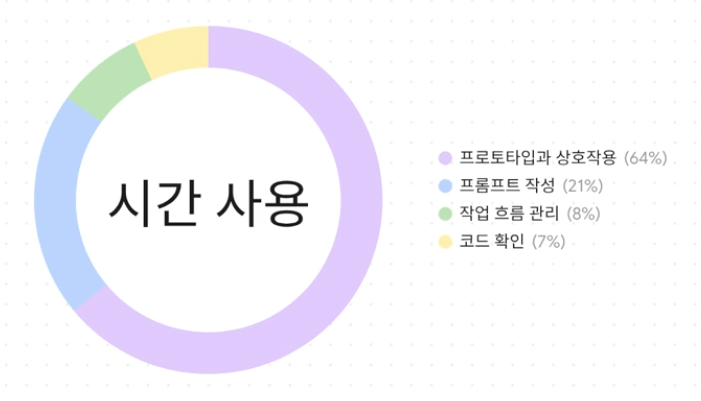 시간 사용
프로토타입과 상호작용 (64%)
프롬프트 작성 (21%)
작업 흐름 관리 (8%)
코드 확인 (7%)